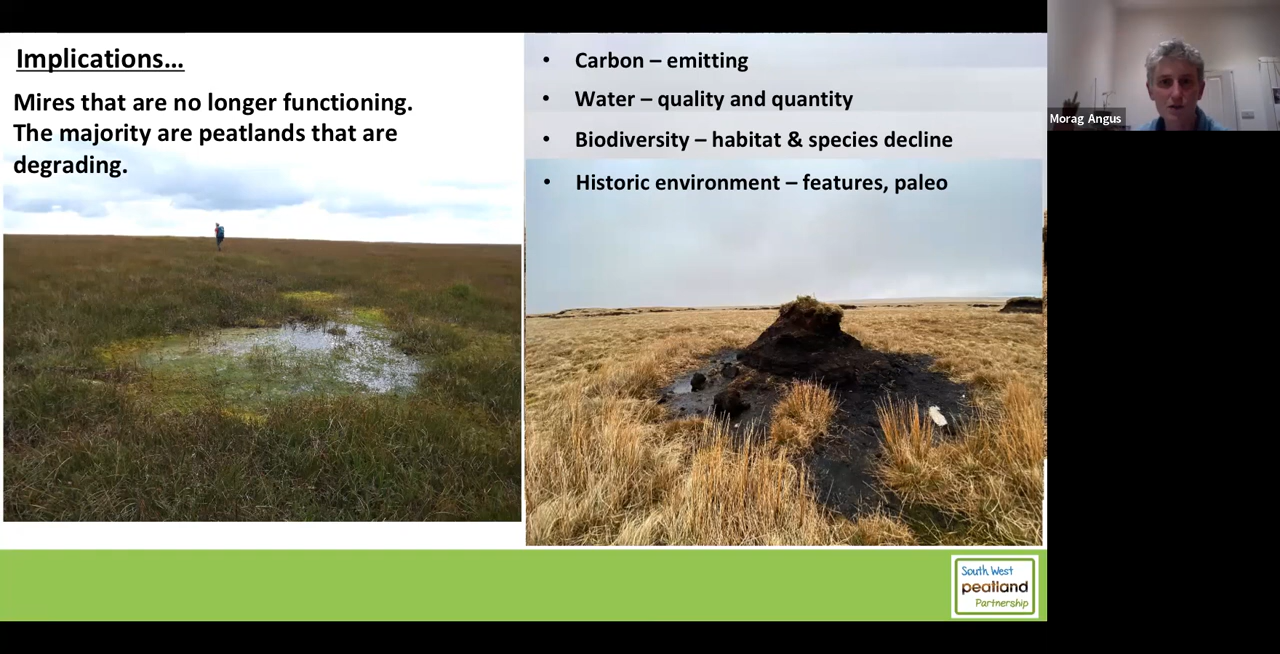 Implications…
Mires that are no longer functioning.
The majority are peatlands that are
degrading.
• Carbon – emitting
• Water – quality and quantity
• Biodiversity – habitat & species decline
• Historic environment – features, paleo
Morag Angus
South West
peatland
Partnership